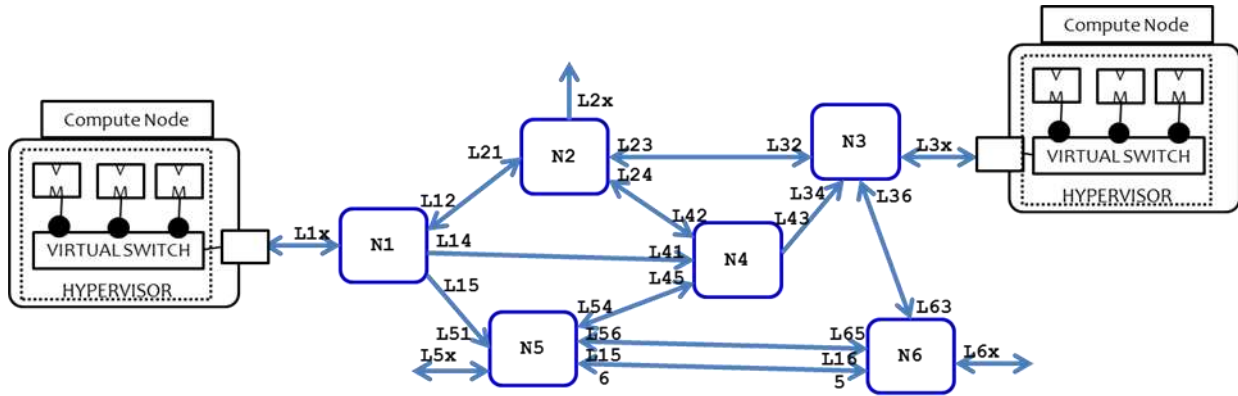 Compute Node
V V V
M M M
VIRTUAL SWITCH
HYPERVISOR
L1x
N1
L12
L14
L15
L21
L2x
N2
L23
L24
L32
N3
L3x
L34
L36
L42
L43
L41
N4
L45
L51
L54
L5x
N5
L56
L15
6
L65
L16
5
L63
N6
L6x
Compute Node
V V V
M M M
VIRTUAL SWITCH
HYPERVISOR